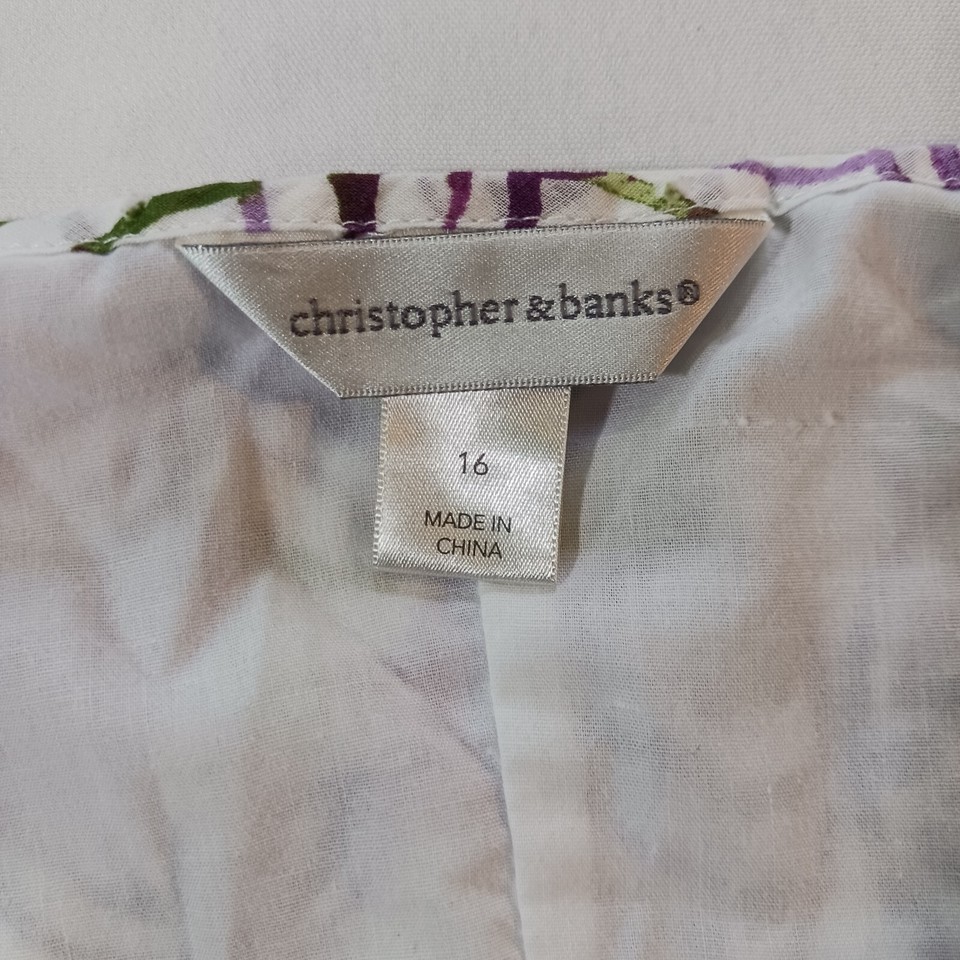 christopher & banks®
16
MADE IN
CHINA